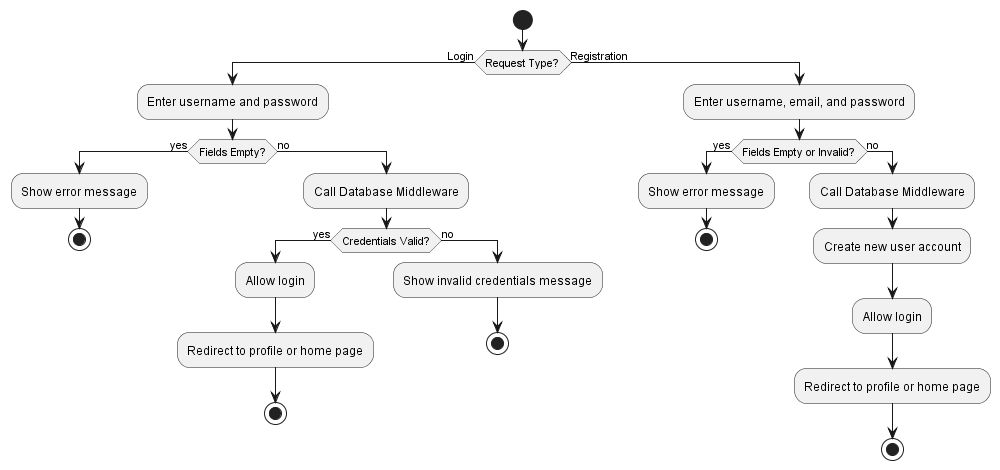 Login
Request Type?
Registration
Enter username and password
Enter username, email, and password
yes
Fields Empty?
no
yes
Fields Empty or Invalid?
no
Show error message
Call Database Middleware
Show error message
Call Database Middleware
yes
Credentials Valid?
no
Create new user account
Allow login
Show invalid credentials message
Allow login
Redirect to profile or home page
Redirect to profile or home page